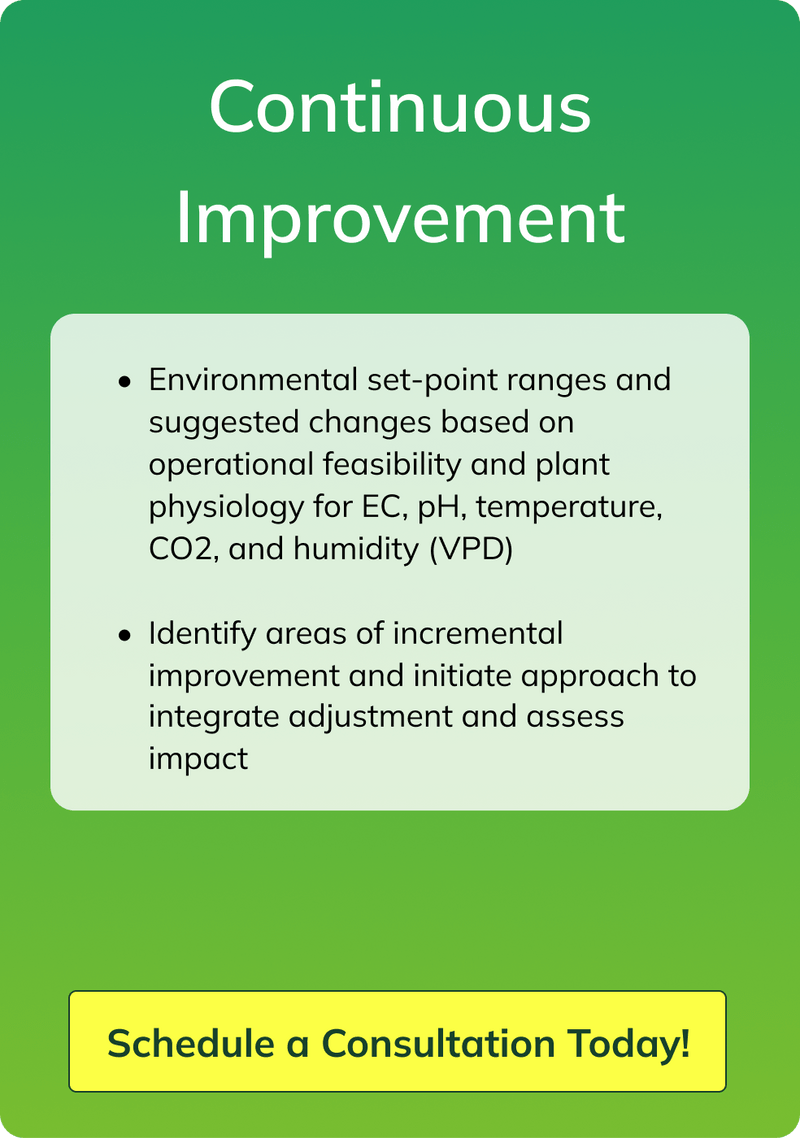 Continuous
Improvement
• Environmental set-point ranges and
suggested changes based on
operational feasibility and plant
physiology for EC, pH, temperature,
CO2, and humidity (VPD)
• Identify areas of incremental
improvement and initiate approach to
integrate adjustment and assess
impact
Schedule a Consultation Today!